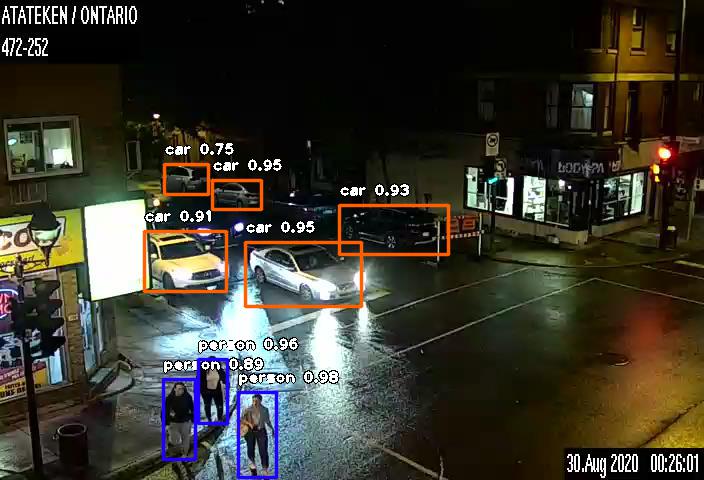 ATATEKEN / ONTARIO
472-252
car 0.75
car 0.95
car 0.93
car 0.91
car 0.95
person 0.96
person 0.89
person 0.98
30.Aug 2020 00:26:01